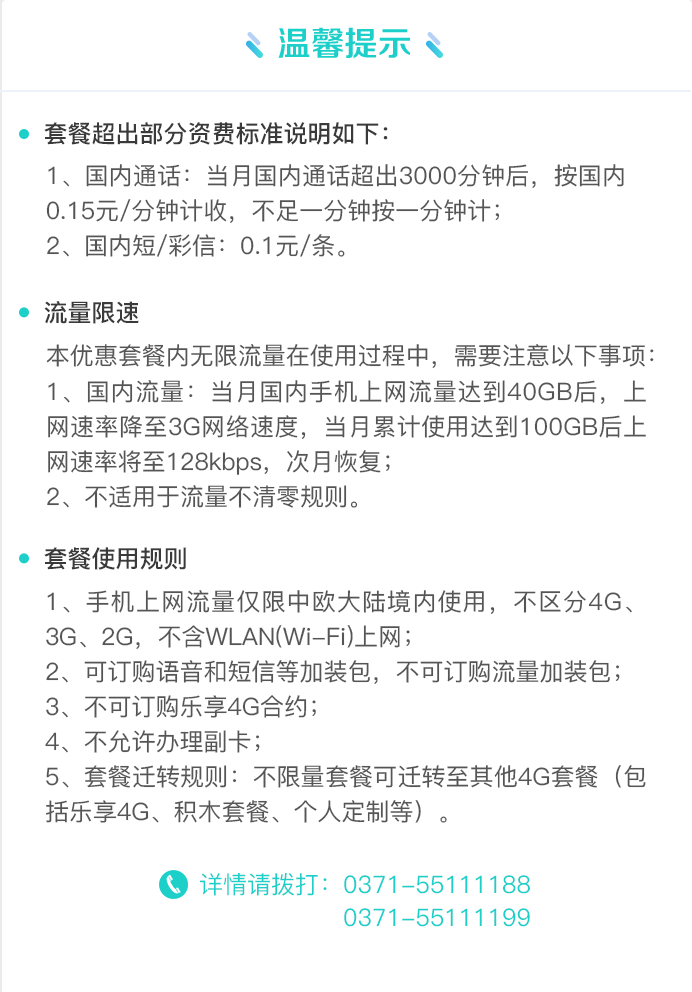 温馨提示
套餐超出部分资费标准说明如下：
1、国内通话：当月国内通话超出3000分钟后，按国内
0.15元/分钟计收，不足一分钟按一分钟计；
2、国内短/彩信：0.1元/条。
流量限速
本优惠套餐内无限流量在使用过程中，需要注意以下事项：
1、国内流量：当月国内手机上网流量达到40GB后，上
网速率降至3G网络速度，当月累计使用达到100GB后上
网速率将至128kbps，次月恢复；
2、不适用于流量不清零规则。
套餐使用规则
1、手机上网流量仅限中欧大陆境内使用，不区分4G、
3G、2G，不含WLAN(Wi-Fi)上网；
2、可订购语音和短信等加装包，不可订购流量加装包；
3、不可订购乐享4G合约；
4、不允许办理副卡；
5、套餐迁转规则：不限量套餐可迁转至其他4G套餐（包
括乐享4G、积木套餐、个人定制等）。
详情请拨打：0371-55111188
0371-55111199